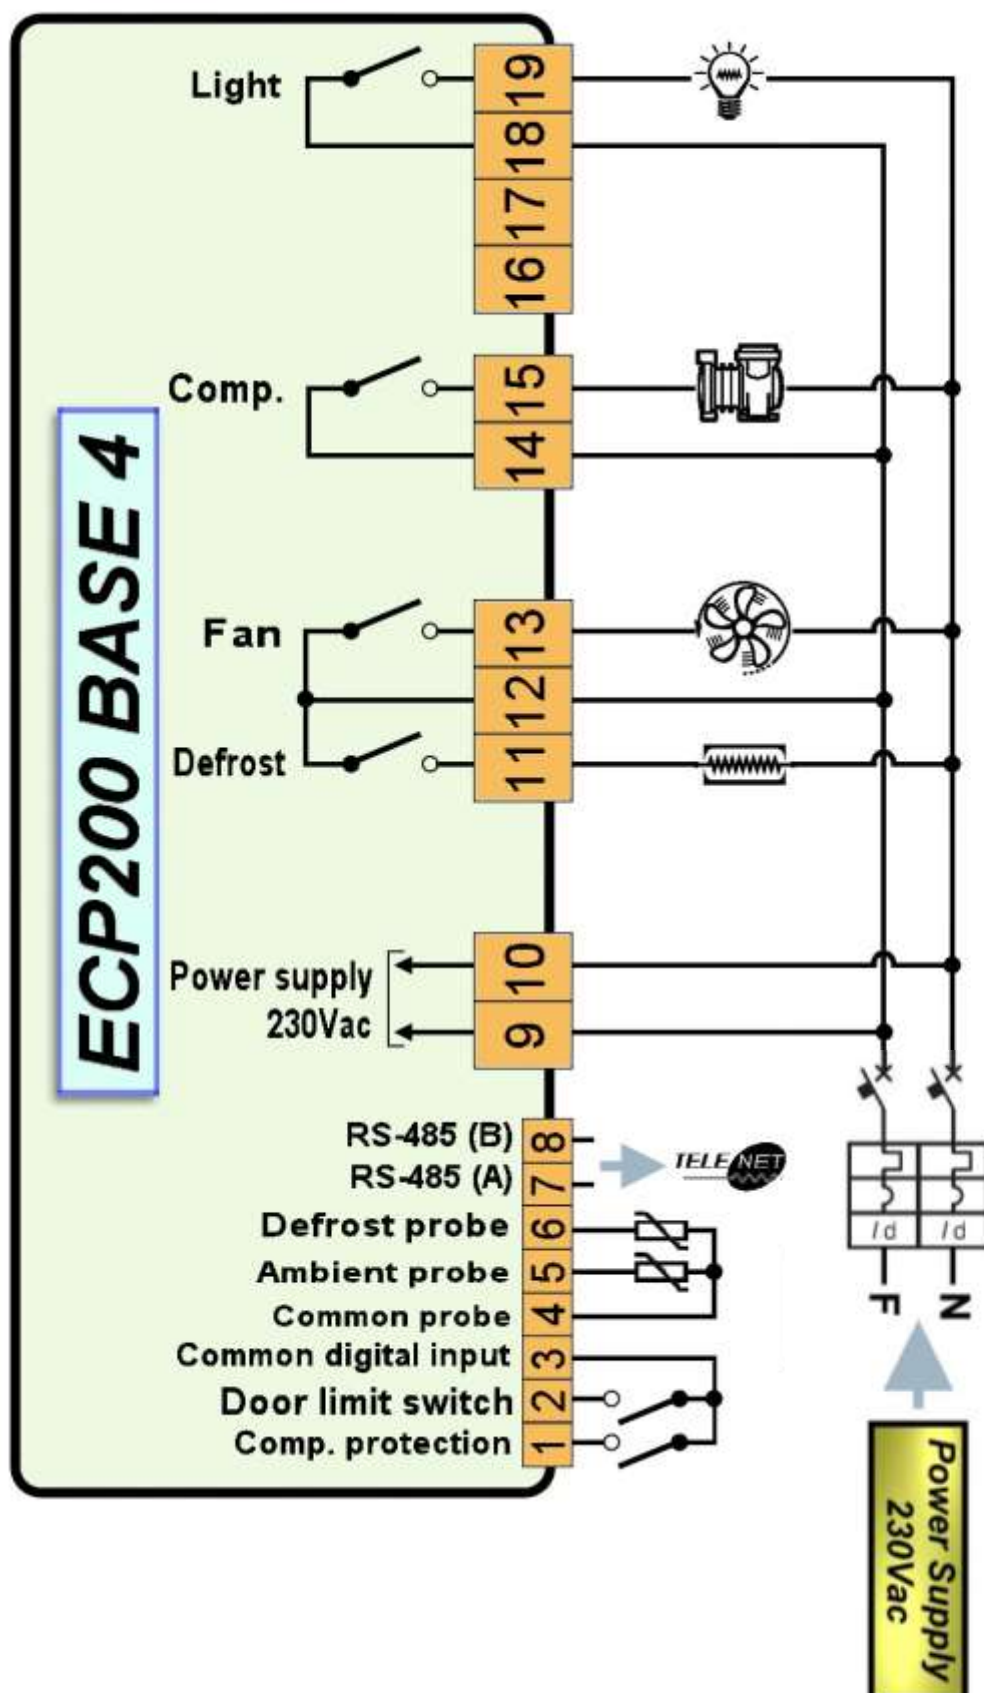 Light
19
18
17
16
Comp.
15
14
ECP200 BASE 4
Fan
13
12
Defrost
11
Power supply
230Vac
10
9
RS-485 (B) 8
RS-485 (A) 7
TELE NET
Defrost probe 6
Ambient probe 5
Common probe 4
Common digital input 3
Door limit switch 2
Comp. protection 1
Id Id
F N
Power Supply
230Vac